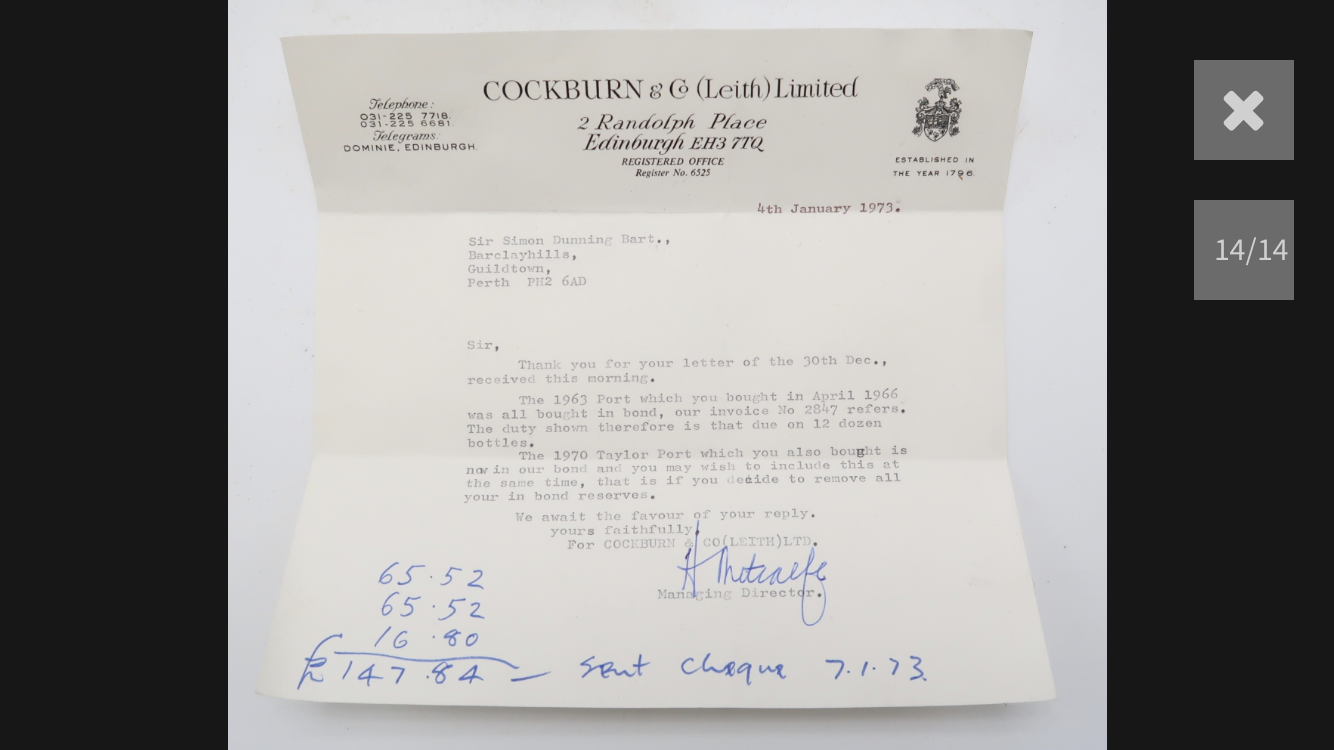 COCKBURN & Co (Leith) Limited
2 Randolph Place
Edinburgh EH3 7TQ
REGISTERED OFFICE
Register No. 6525
Telephone:
031-225 7718.
031-225 6681.
Telegrams:
DOMINIE, EDINBURGH.
ESTABLISHED IN
THE YEAR 1796.
4th January 1973.
Sir Simon Dunning Bart.,
Barclayhills,
Guildtown,
Perth PH2 6AD
Sir,
Thank you for your letter of the 30th Dec.,
received this morning.
The 1963 Port which you bought in April 1966
was all bought in bond, our invoice No 2847 refers.
The duty shown therefore is that due on 12 dozen
bottles.
The 1970 Taylor Port which you also bought is
now in our bond and you may wish to include this at
the same time, that is if you decide to remove all
your in bond reserves.
We await the favour of your reply.
yours faithfully,
For COCKBURN & CO(LEITH)LTD.
H Metcalfe
Managing Director.
65.52
65.52
16.80
£147.84 — Sent Cheque 7.1.73.
14/14